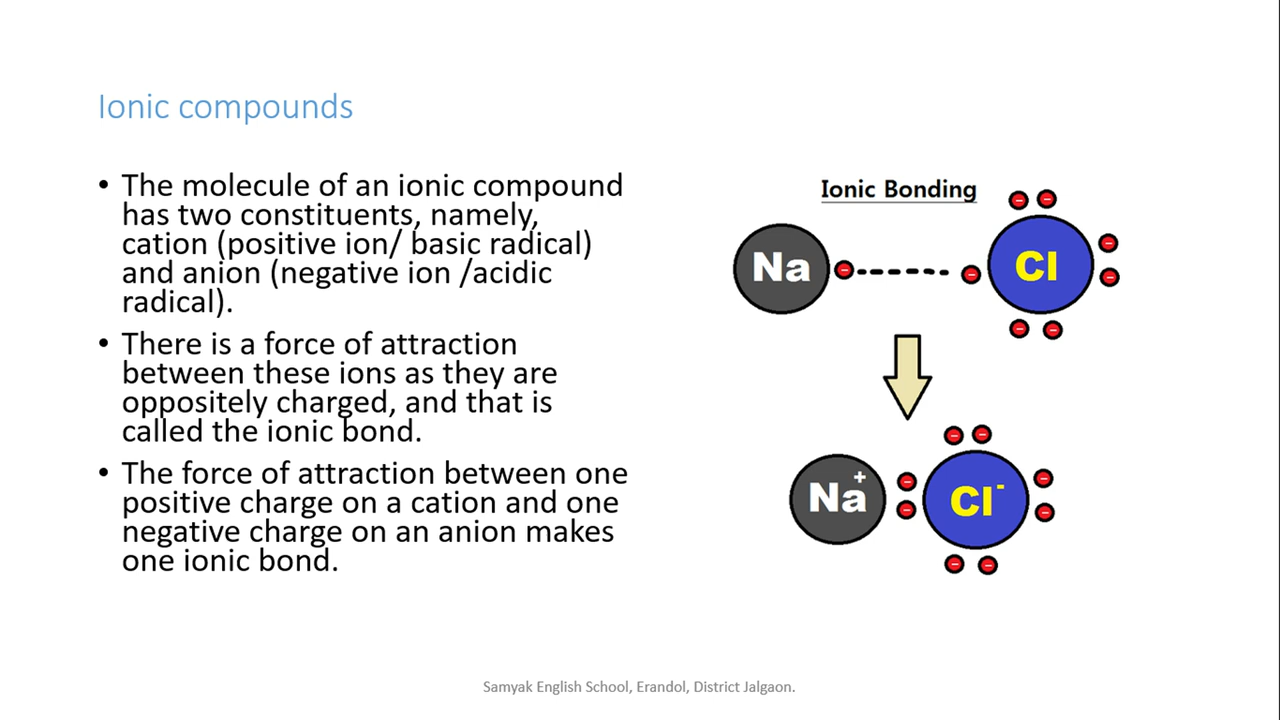 Ionic compounds
• The molecule of an ionic compound
has two constituents, namely,
cation (positive ion/ basic radical)
and anion (negative ion /acidic
radical).
• There is a force of attraction
between these ions as they are
oppositely charged, and that is
called the ionic bond.
• The force of attraction between one
positive charge on a cation and one
negative charge on an anion makes
one ionic bond.
Ionic Bonding
Na
Cl
Na+
Cl-
Samyak English School, Erandol, District Jalgaon.